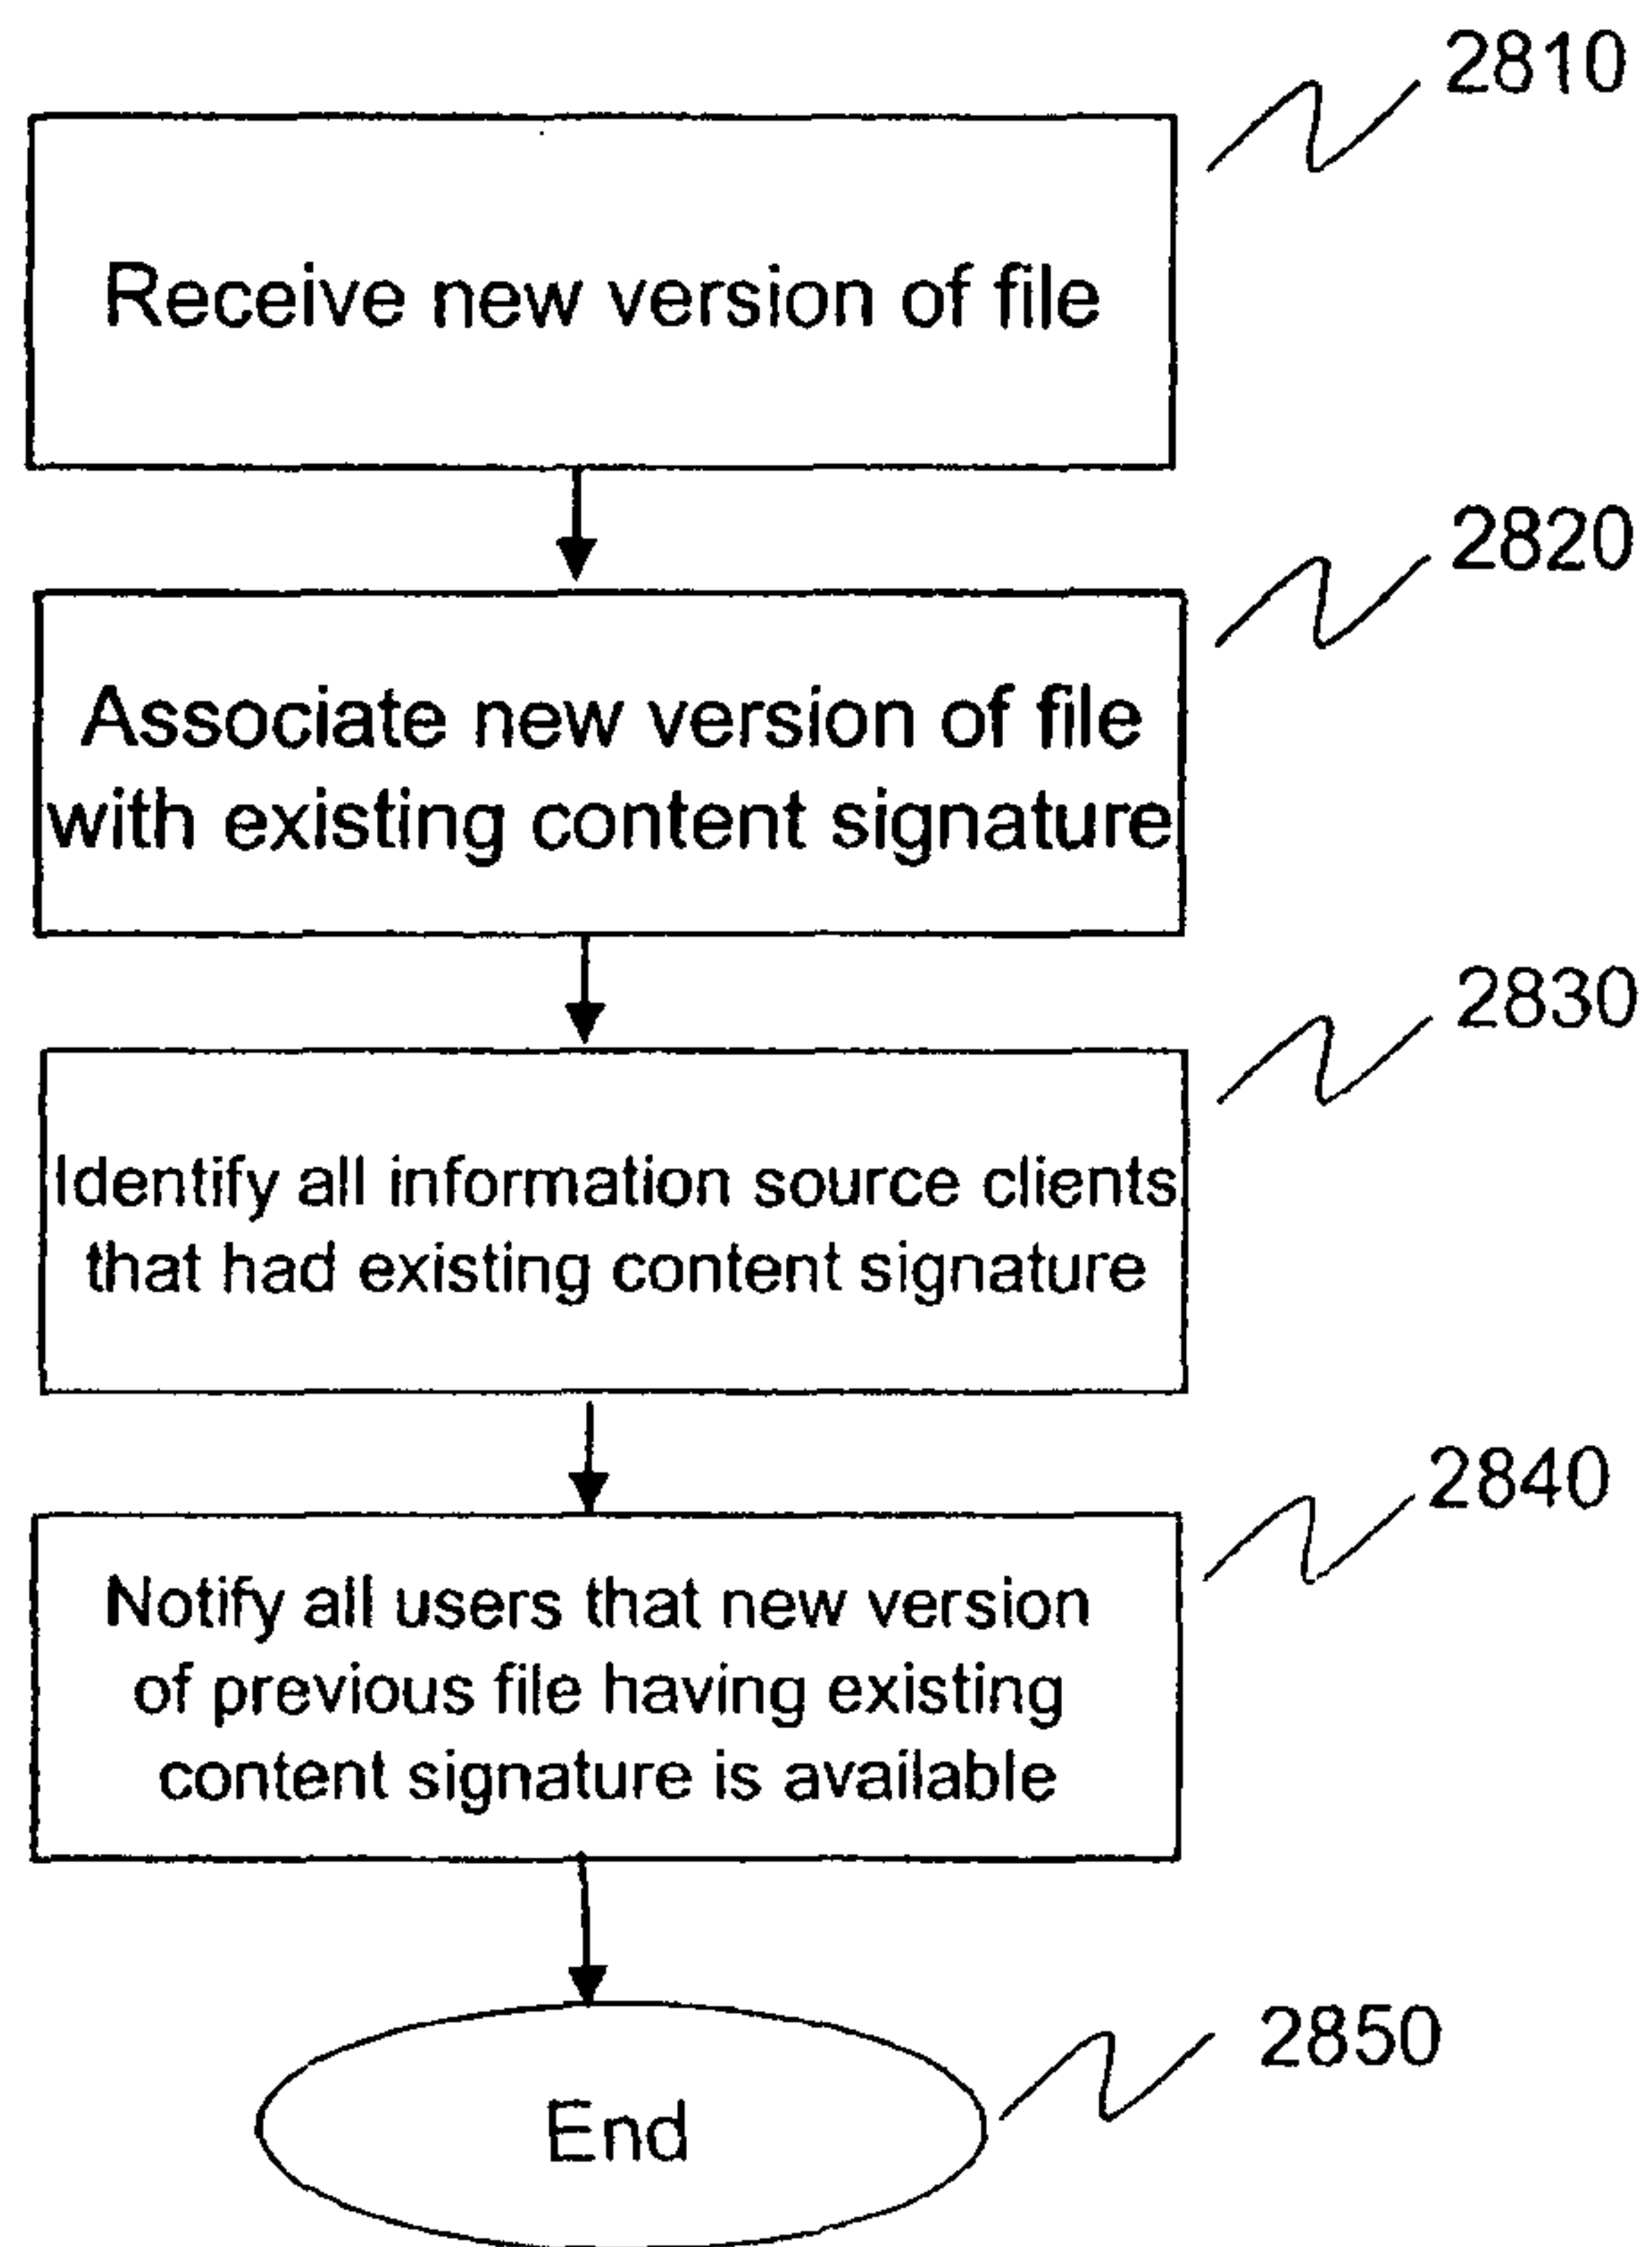 2810
Receive new version of file
2820
Associate new version of file
with existing content signature
2830
Identify all information source clients
that had existing content signature
2840
Notify all users that new version
of previous file having existing
content signature is available
2850
End